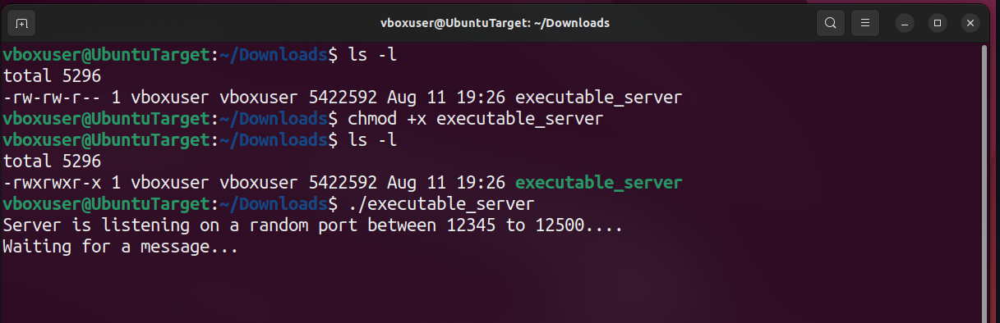 vboxuser@UbuntuTarget: ~/Downloads
vboxuser@UbuntuTarget:~/Downloads$ ls -l
total 5296
-rw-rw-r-- 1 vboxuser vboxuser 5422592 Aug 11 19:26 executable_server
vboxuser@UbuntuTarget:~/Downloads$ chmod +x executable_server
vboxuser@UbuntuTarget:~/Downloads$ ls -l
total 5296
-rwxrwxr-x 1 vboxuser vboxuser 5422592 Aug 11 19:26 executable_server
vboxuser@UbuntuTarget:~/Downloads$ ./executable_server
Server is listening on a random port between 12345 to 12500....
Waiting for a message...